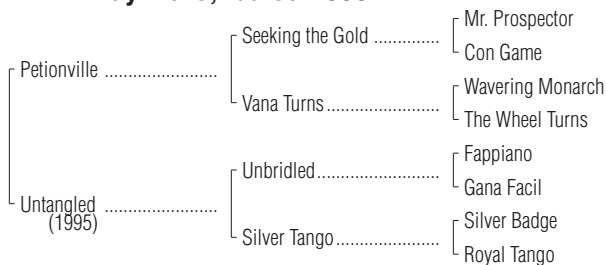 Seeking the Gold .............
Mr. Prospector
Con Game
Petionville ......................
Vana Turns......................
Wavering Monarch
The Wheel Turns
Unbridled........................
Fappiano
Gana Facil
Untangled ......................
(1995)
Silver Tango....................
Silver Badge
Royal Tango